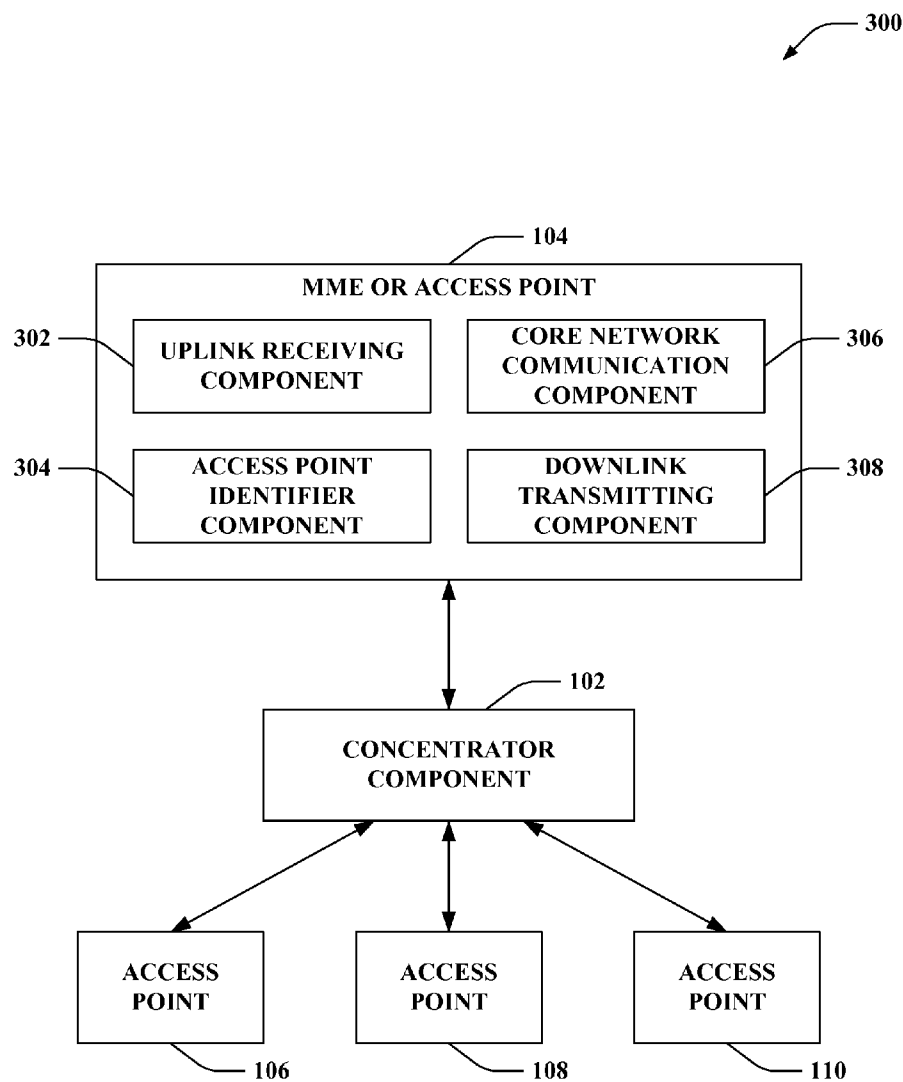 300
104
MME OR ACCESS POINT
302
UPLINK RECEIVING
COMPONENT
CORE NETWORK
COMMUNICATION
COMPONENT
306
304
ACCESS POINT
IDENTIFIER
COMPONENT
DOWNLINK
TRANSMITTING
COMPONENT
308
102
CONCENTRATOR
COMPONENT
ACCESS
POINT
ACCESS
POINT
ACCESS
POINT
106
108
110